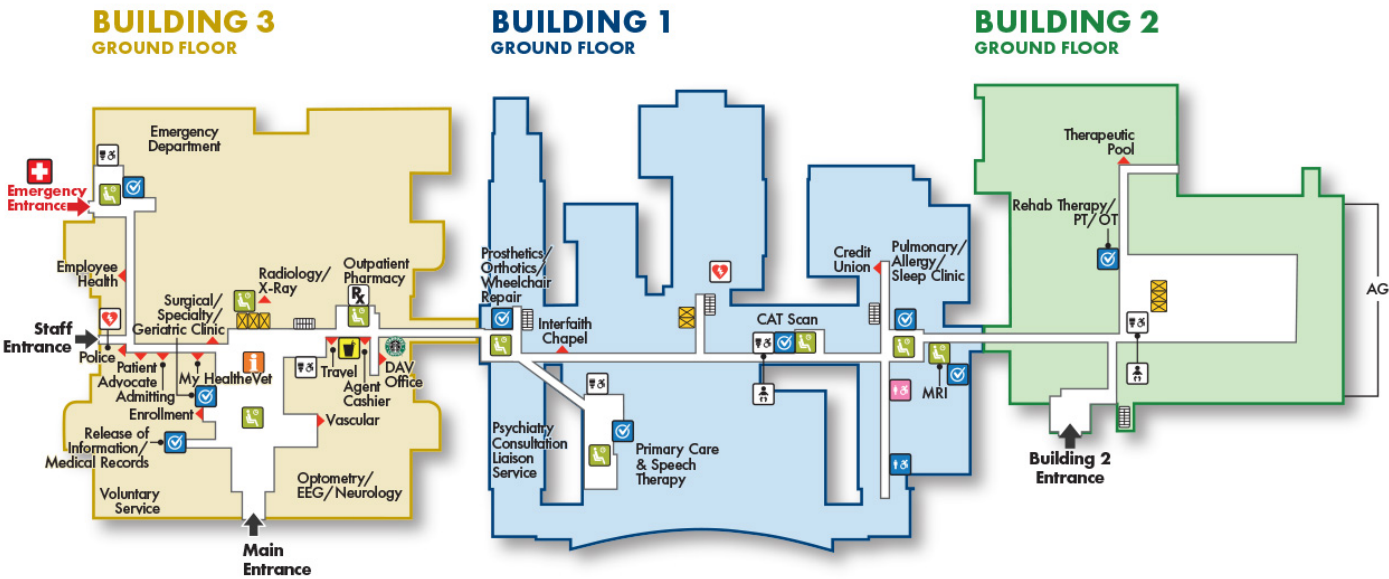 BUILDING 3
GROUND FLOOR
BUILDING 1
GROUND FLOOR
BUILDING 2
GROUND FLOOR
Emergency
Department
Emergency
Entrance
Employee
Health
Staff
Entrance
Police
Patient
Advocate
Admitting
My HealtheVet
Surgical/
Specialty/
Geriatric Clinic
Radiology/
X-Ray
Outpatient
Pharmacy
Rx
i
Travel
Agent
Cashier
DAV
Office
Enrollment
Release of
Information/
Medical Records
Vascular
Voluntary
Service
Optometry/
EEG/Neurology
Main
Entrance
Prosthetics/
Orthotics/
Wheelchair
Repair
Interfaith
Chapel
Psychiatry
Consultation
Liaison
Service
Primary Care
& Speech
Therapy
CAT Scan
Credit
Union
Pulmonary/
Allergy/
Sleep Clinic
MRI
Therapeutic
Pool
Rehab Therapy/
PT/OT
Building 2
Entrance
AG